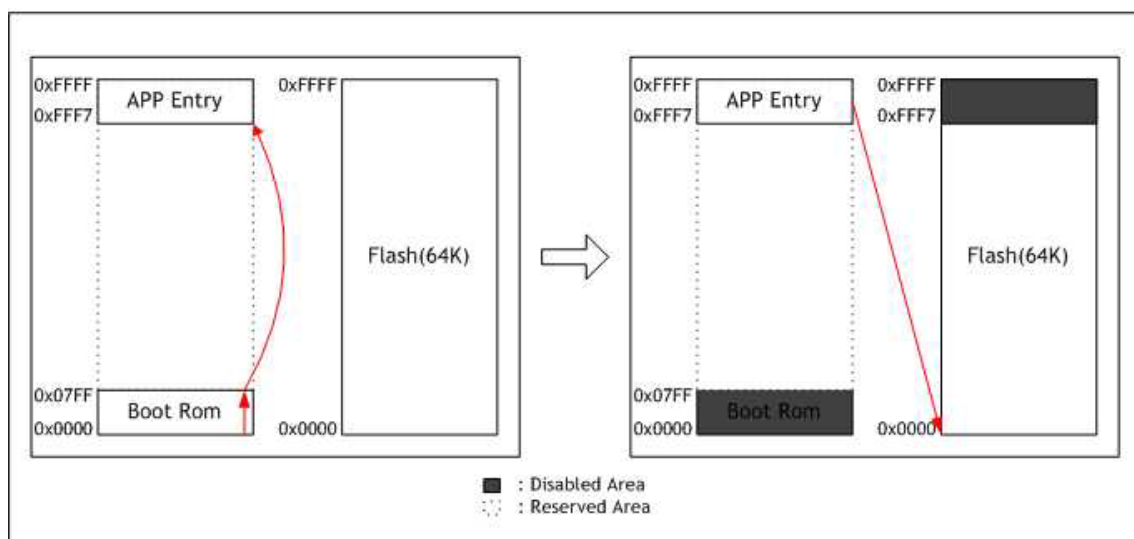 0xFFFF
APP Entry
0xFFF7
0x07FF
Boot Rom
0x0000
0xFFFF
Flash(64K)
0x0000
0xFFFF
APP Entry
0xFFF7
0x07FF
Boot Rom
0x0000
0xFFFF
0xFFF7
Flash(64K)
0x0000
: Disabled Area
: Reserved Area